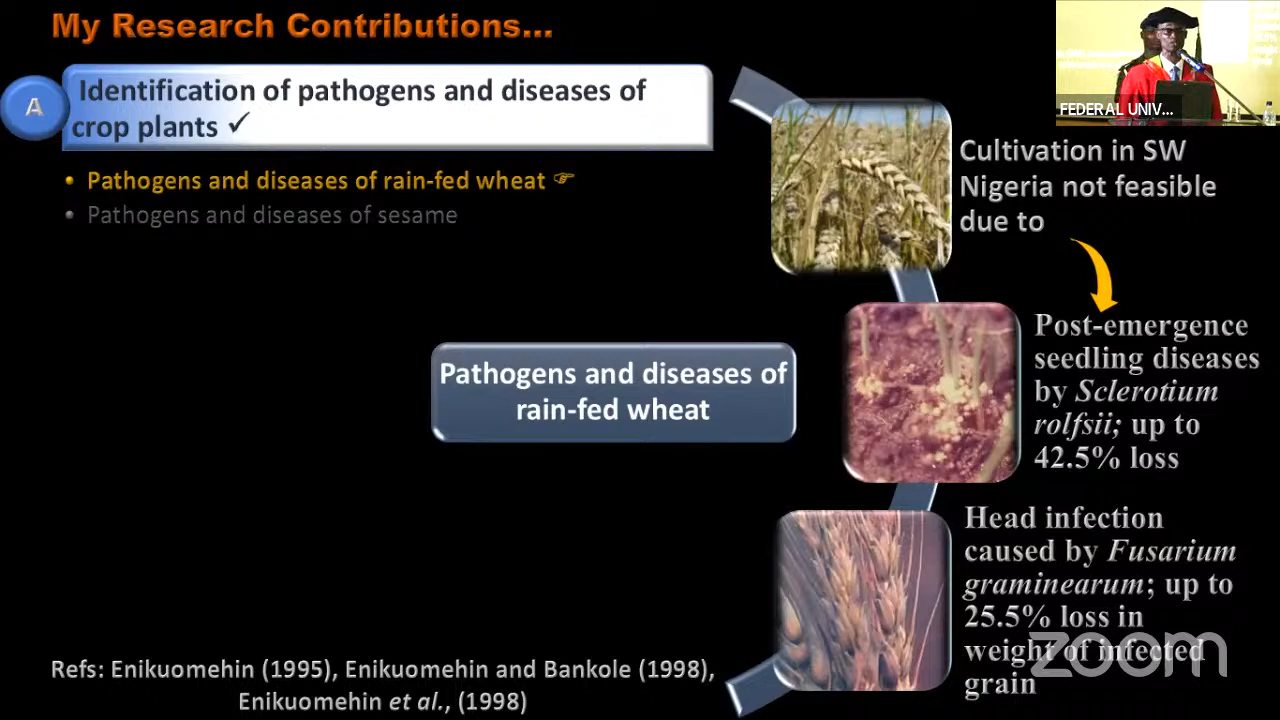 My Research Contributions...
A
Identification of pathogens and diseases of
crop plants ✓
• Pathogens and diseases of rain-fed wheat ☞
• Pathogens and diseases of sesame
FEDERAL UNIV...
Cultivation in SW
Nigeria not feasible
due to
Pathogens and diseases of
rain-fed wheat
Post-emergence
seedling diseases
by Sclerotium
rolfsii; up to
42.5% loss
Head infection
caused by Fusarium
graminearum; up to
25.5% loss in
weight of infected
grain
zoom
Refs: Enikuomehin (1995), Enikuomehin and Bankole (1998),
Enikuomehin et al., (1998)